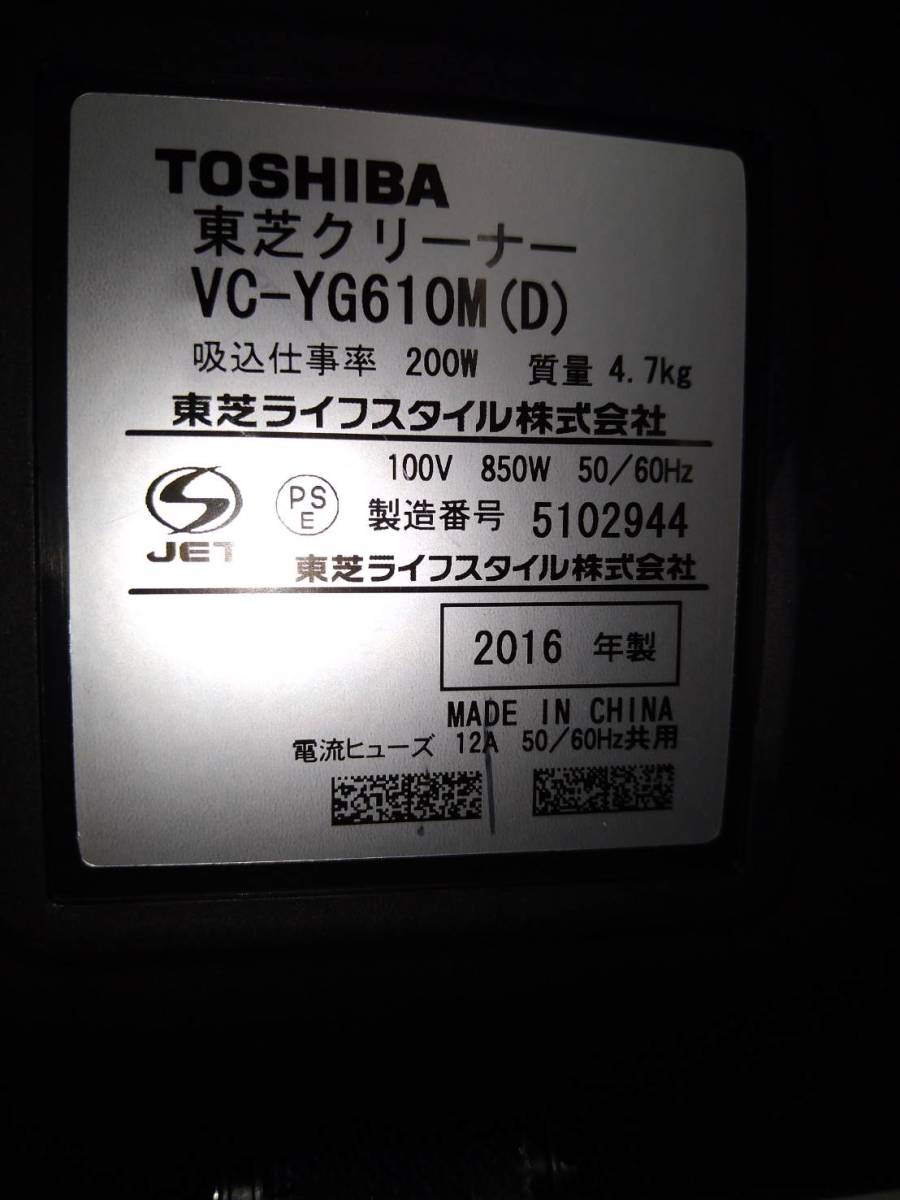 TOSHIBA
東芝クリーナー
VC-YG610M(D)
吸込仕事率 200W 質量 4.7kg
東芝ライフスタイル株式会社
100V 850W 50/60Hz
JET PSE 製造番号 5102944
東芝ライフスタイル株式会社
2016 年製
MADE IN CHINA
電流ヒューズ 12A 50/60Hz共用